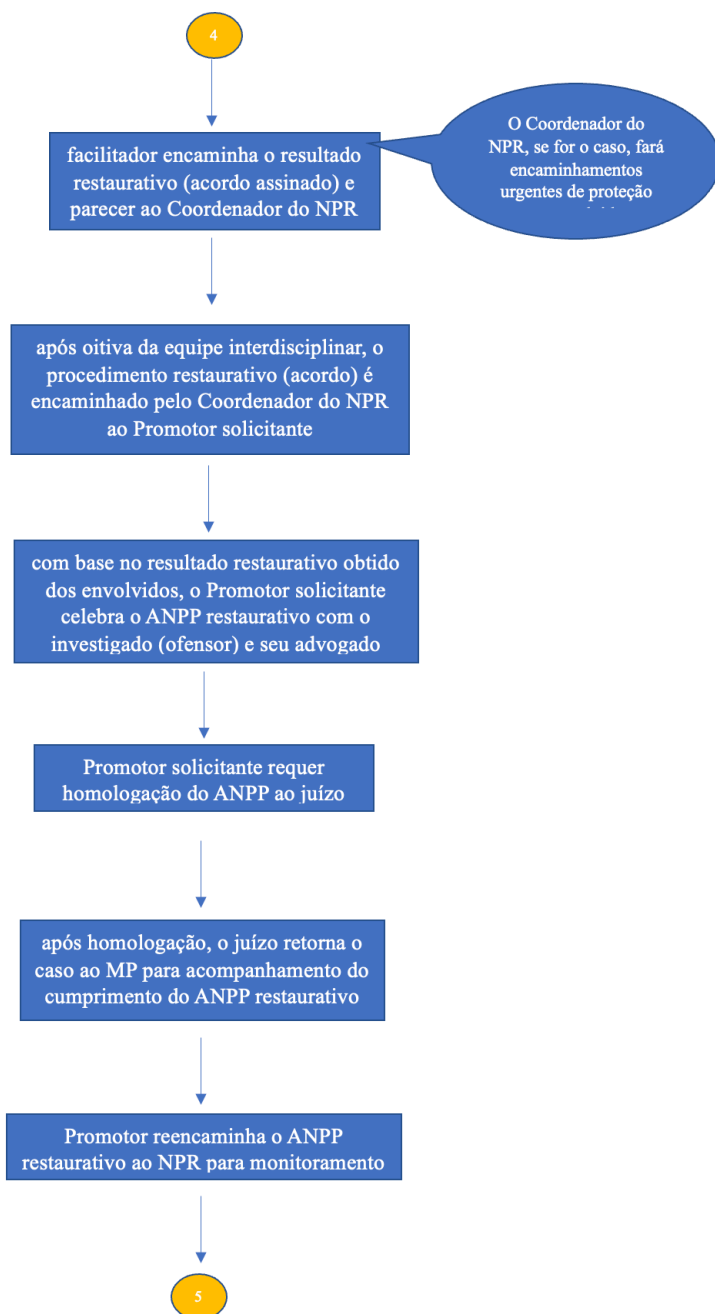 4
facilitador encaminha o resultado
restaurativo (acordo assinado) e
parecer ao Coordenador do NPR
O Coordenador do
NPR, se for o caso, fará
encaminhamentos
urgentes de proteção
após oitiva da equipe interdisciplinar, o
procedimento restaurativo (acordo) é
encaminhado pelo Coordenador do NPR
ao Promotor solicitante
com base no resultado restaurativo obtido
dos envolvidos, o Promotor solicitante
celebra o ANPP restaurativo com o
investigado (ofensor) e seu advogado
Promotor solicitante requer
homologação do ANPP ao juízo
após homologação, o juízo retorna o
caso ao MP para acompanhamento do
cumprimento do ANPP restaurativo
Promotor reencaminha o ANPP
restaurativo ao NPR para monitoramento
5